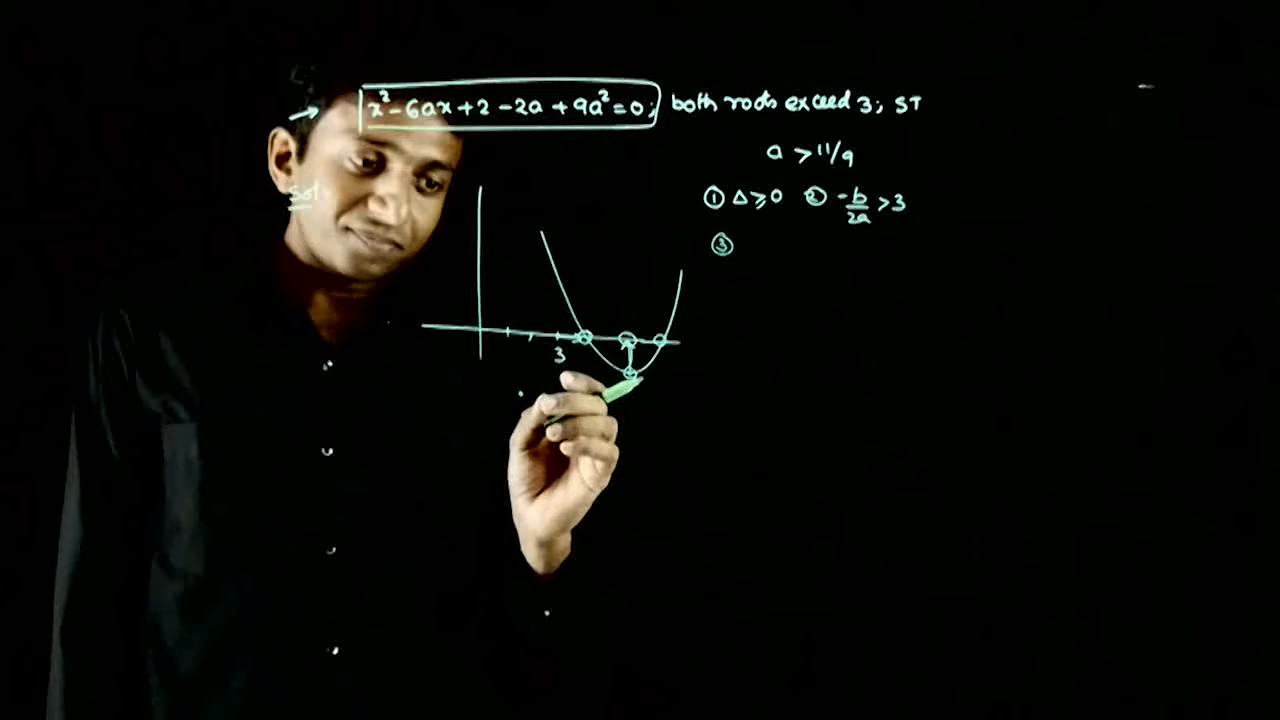 → x² - 6ax + 2 - 2a + 9a² = 0; both roots exceed 3; ST
a > 11/9
Sol
① Δ ≥ 0 ② -b/2a > 3
③
3